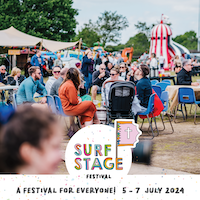 SURF
STAGE
FESTIVAL
A FESTIVAL FOR EVERYONE! 5 - 7 JULY 2024